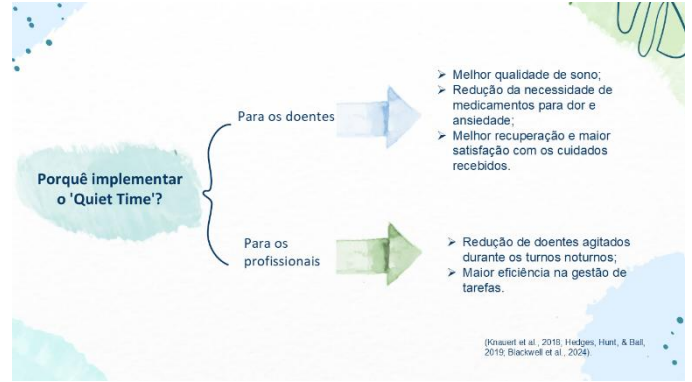 Porquê implementar
o 'Quiet Time'?
Para os doentes
➢ Melhor qualidade de sono;
➢ Redução da necessidade de
medicamentos para dor e
ansiedade;
➢ Melhor recuperação e maior
satisfação com os cuidados
recebidos.
Para os
profissionais
➢ Redução de doentes agitados
durante os turnos noturnos;
➢ Maior eficiência na gestão de
tarefas.
(Knauert et al., 2018; Hedges, Hunt, & Ball,
2019; Blackwell et al., 2024).